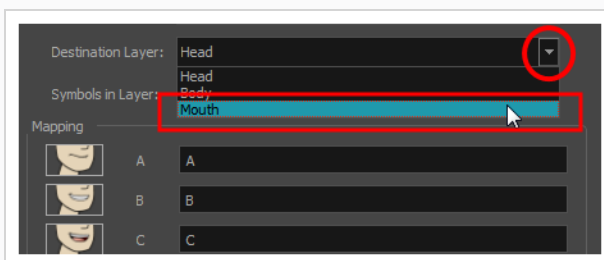 Destination Layer: Head
Head
Symbols in Layer: Body
Mouth
Mapping
A A
B B
C C